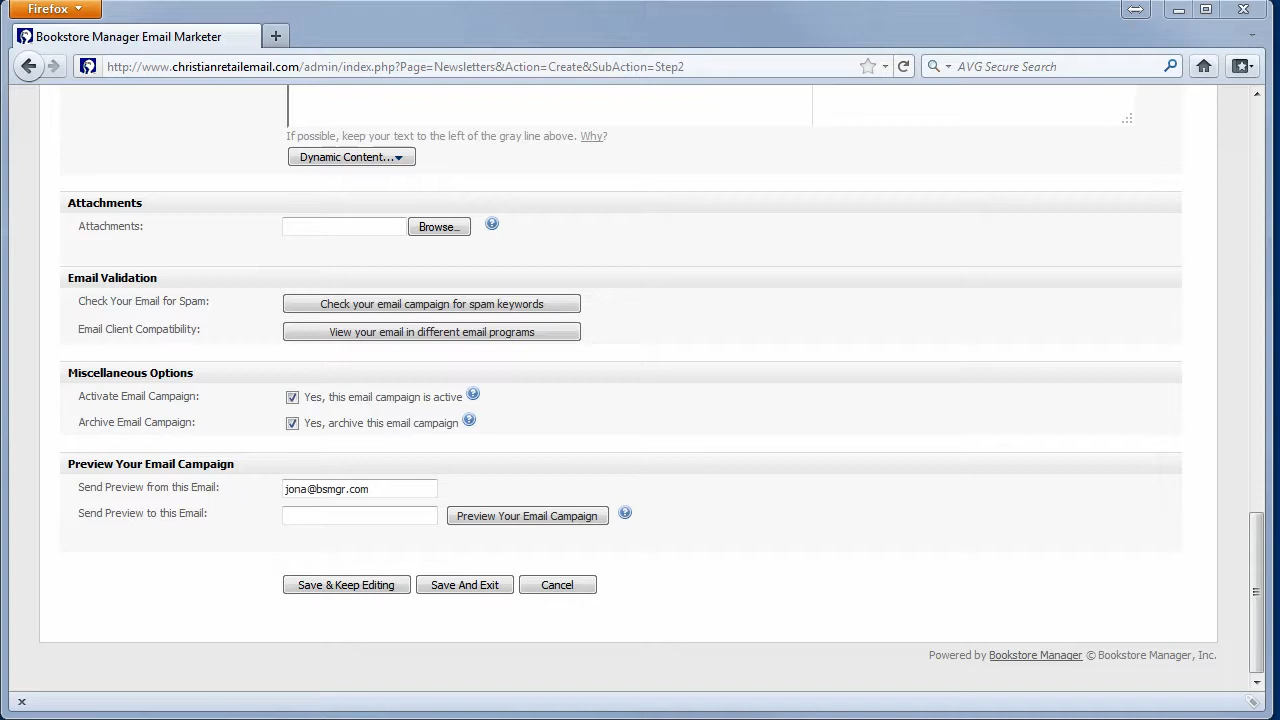 Firefox
Bookstore Manager Email Marketer
http://www.christianretailemail.com/admin/index.php?Page=Newsletters&Action=Create&SubAction=Step2
AVG Secure Search
If possible, keep your text to the left of the gray line above. Why?
Dynamic Content...
Attachments
Attachments: Browse...
Email Validation
Check Your Email for Spam: Check your email campaign for spam keywords
Email Client Compatibility: View your email in different email programs
Miscellaneous Options
Activate Email Campaign: Yes, this email campaign is active
Archive Email Campaign: Yes, archive this email campaign
Preview Your Email Campaign
Send Preview from this Email: jona@bsmgr.com
Send Preview to this Email: Preview Your Email Campaign
Save & Keep Editing Save And Exit Cancel
Powered by Bookstore Manager © Bookstore Manager, Inc.